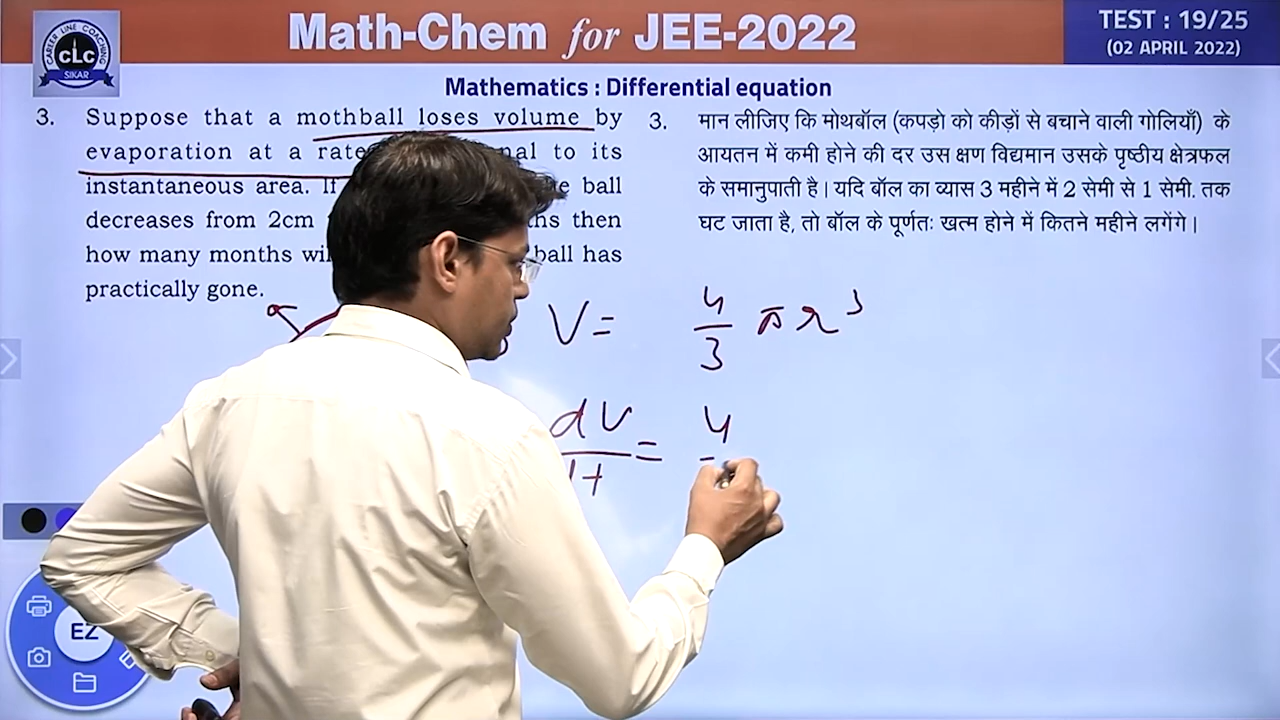 Math-Chem for JEE-2022
TEST : 19/25
(02 APRIL 2022)
CAREER LINE COACHING
CLC
SIKAR
Mathematics : Differential equation
3. Suppose that a mothball loses volume by
evaporation at a rate nal to its
instantaneous area. If ball
decreases from 2cm then
how many months ball has
practically gone.
3. मान लीजिए कि मोथबॉल (कपड़ो को कीड़ों से बचाने वाली गोलियाँ) के
आयतन में कमी होने की दर उस क्षण विद्यमान उसके पृष्ठीय क्षेत्रफल
के समानुपाती है। यदि बॉल का व्यास 3 महीने में 2 सेमी से 1 सेमी. तक
घट जाता है, तो बॉल के पूर्णतः खत्म होने में कितने महीने लगेंगे।
V = 4/3 π r³
dV/dt = 4
EZ